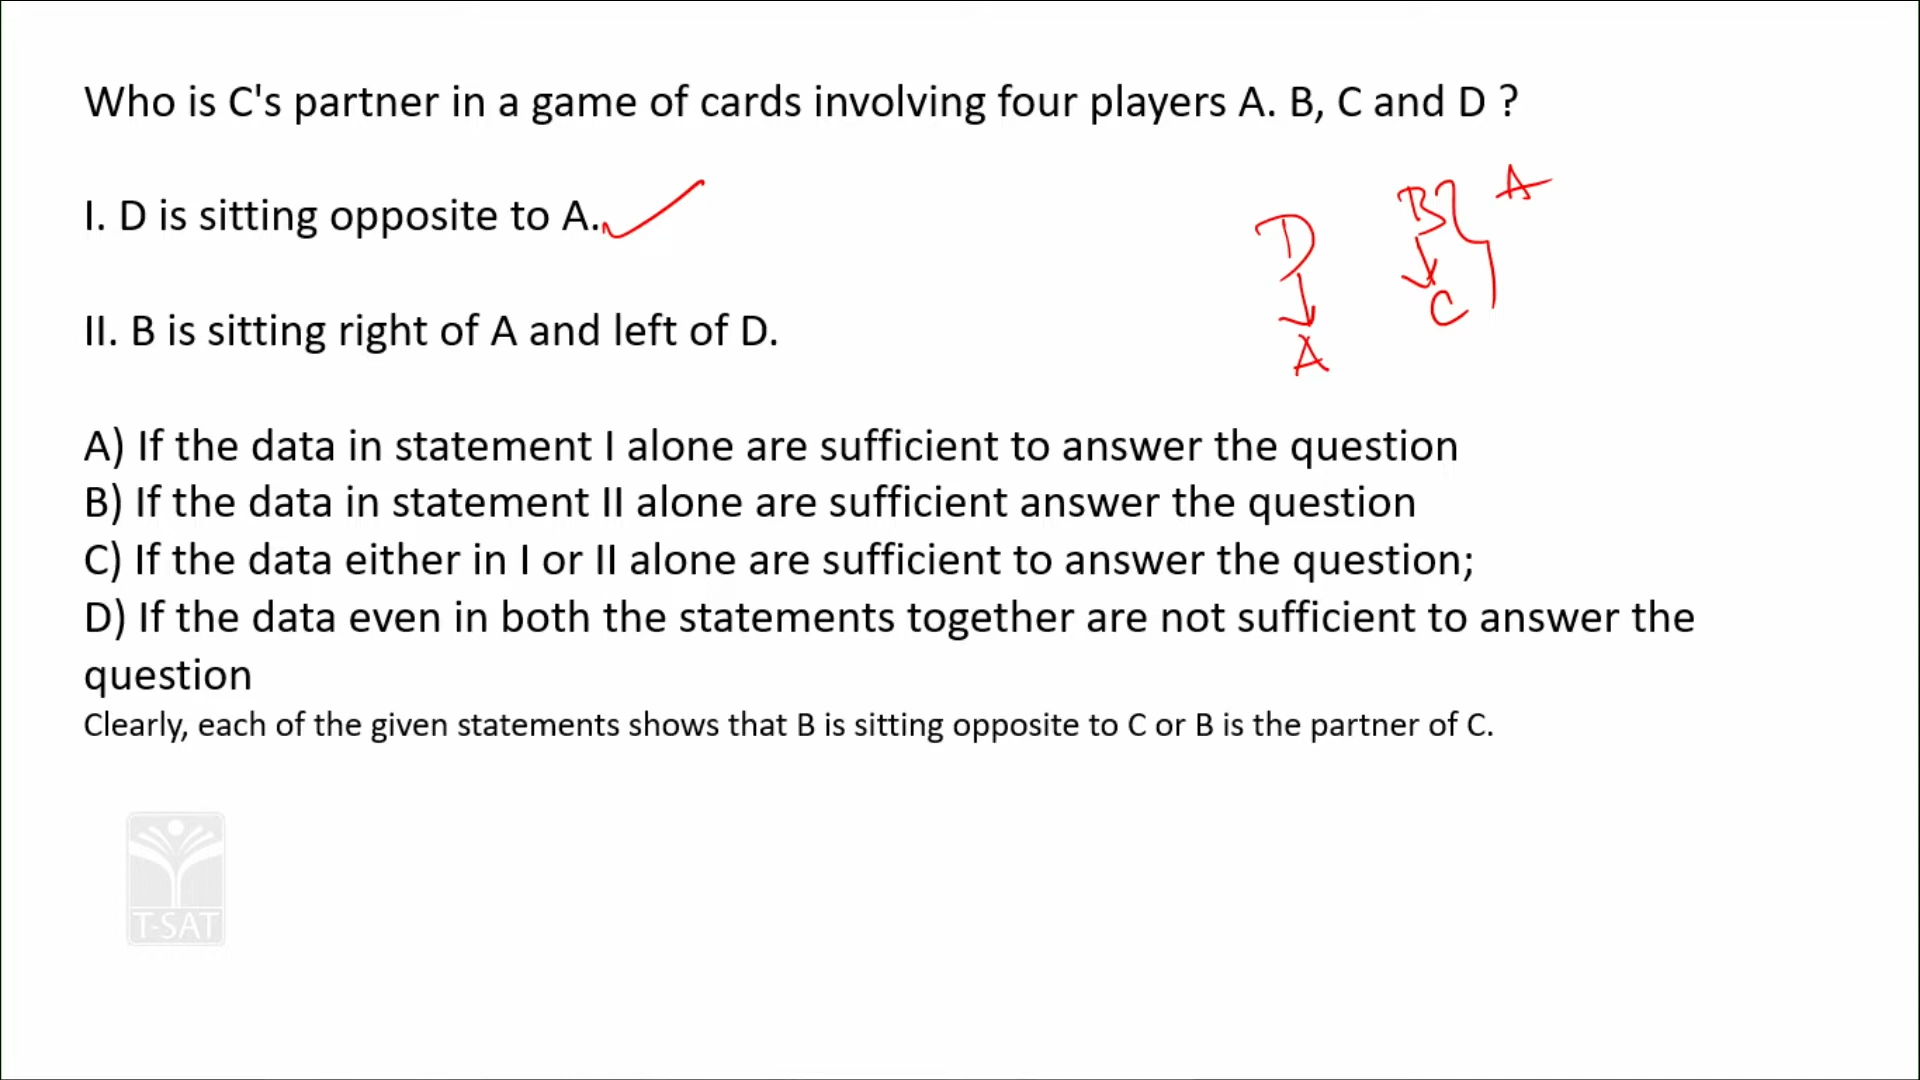 Who is C's partner in a game of cards involving four players A. B, C and D ?
I. D is sitting opposite to A.
II. B is sitting right of A and left of D.
D
A
B
C
A
A) If the data in statement I alone are sufficient to answer the question
B) If the data in statement II alone are sufficient answer the question
C) If the data either in I or II alone are sufficient to answer the question;
D) If the data even in both the statements together are not sufficient to answer the
question
Clearly, each of the given statements shows that B is sitting opposite to C or B is the partner of C.
T-SAT